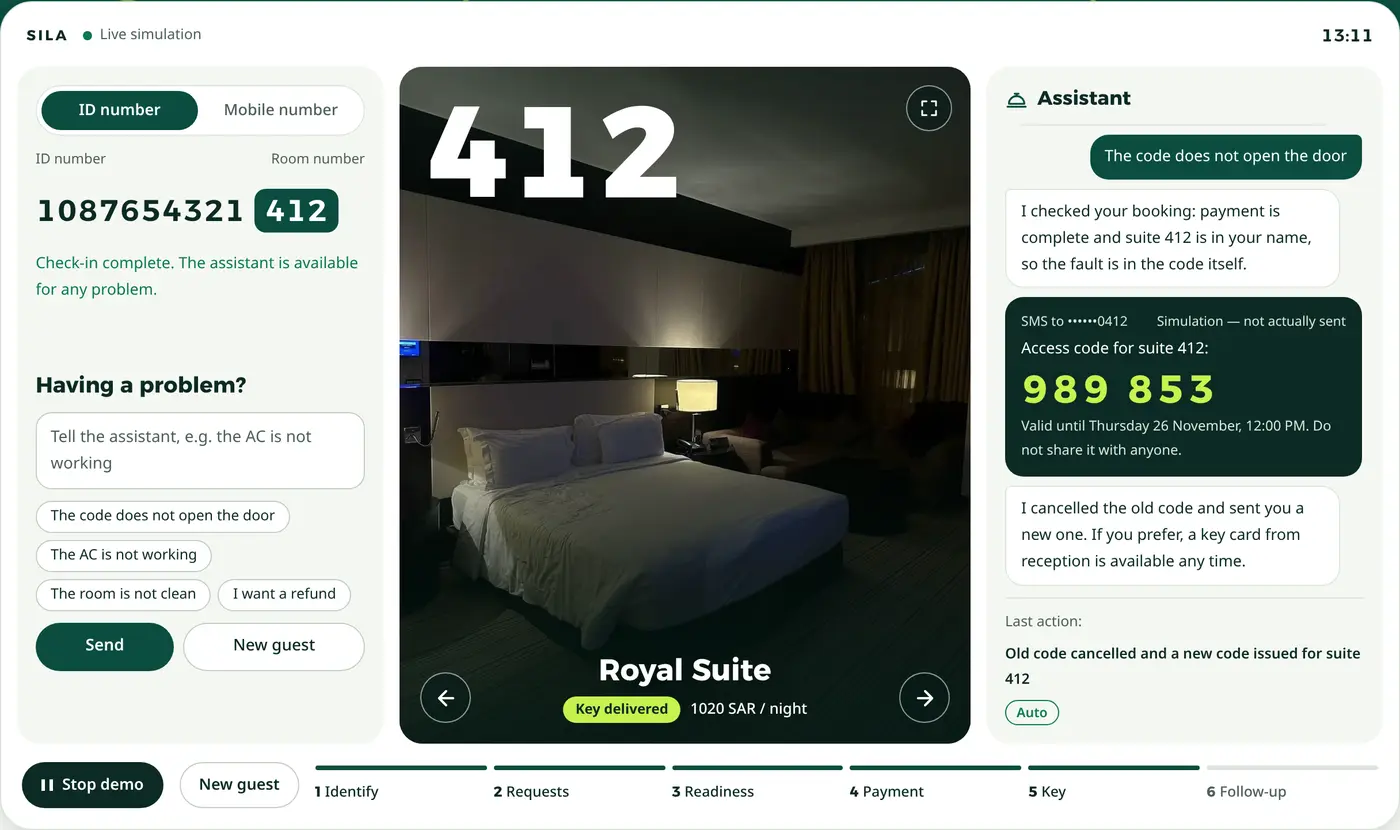 SILA
Live simulation
13:11
ID number
Mobile number
ID number
Room number
1087654321
412
Check-in complete. The assistant is available
for any problem.
Having a problem?
Tell the assistant, e.g. the AC is not
working
The code does not open the door
The AC is not working
The room is not clean
I want a refund
Send
New guest
412
Royal Suite
Key delivered
1020 SAR / night
Assistant
The code does not open the door
I checked your booking: payment is
complete and suite 412 is in your name,
so the fault is in the code itself.
SMS to ••••••0412
Simulation — not actually sent
Access code for suite 412:
989 853
Valid until Thursday 26 November, 12:00 PM. Do
not share it with anyone.
I cancelled the old code and sent you a
new one. If you prefer, a key card from
reception is available any time.
Last action:
Old code cancelled and a new code issued for suite
412
Auto
Stop demo
New guest
1 Identify
2 Requests
3 Readiness
4 Payment
5 Key
6 Follow-up